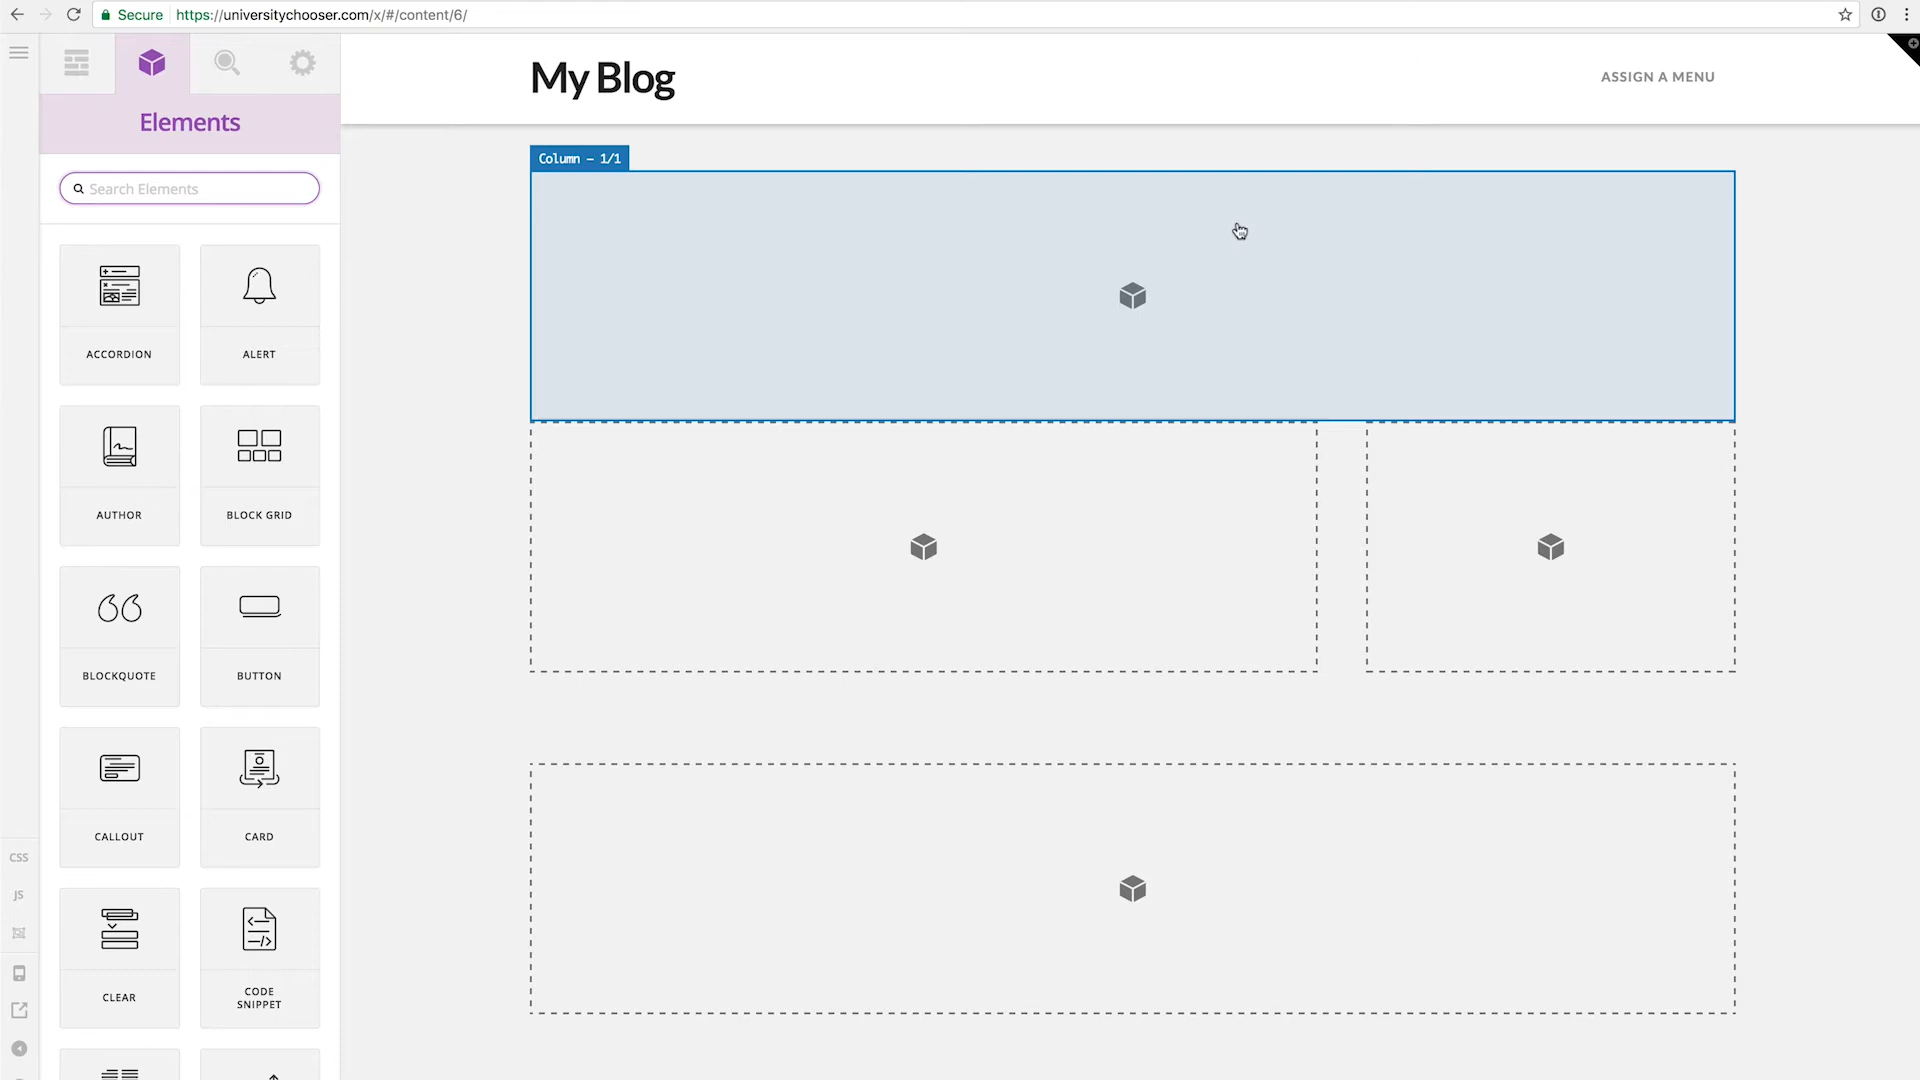 Secure
https://universitychooser.com/x/#/content/6/
Elements
Search Elements
ACCORDION
ALERT
AUTHOR
BLOCK GRID
BLOCKQUOTE
BUTTON
CALLOUT
CARD
CLEAR
CODE
SNIPPET
CSS
JS
My Blog
ASSIGN A MENU
Column – 1/1